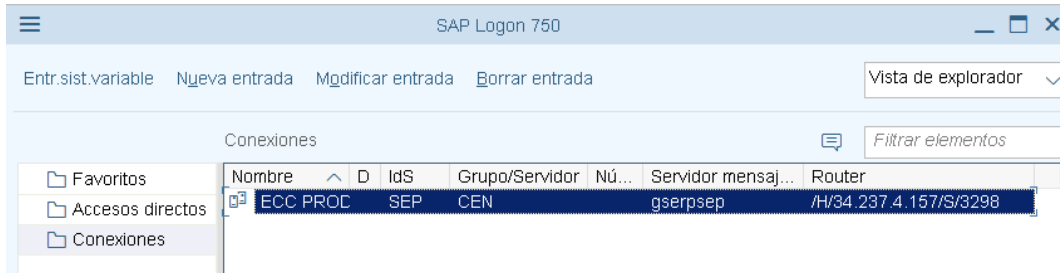 SAP Logon 750
Entr.sist.variable Nueva entrada Modificar entrada Borrar entrada Vista de explorador
Conexiones Filtrar elementos
Favoritos Nombre D IdS Grupo/Servidor Nú... Servidor mensaj... Router
Accesos directos ECC PROD SEP CEN gserpsep /H/34.237.4.157/S/3298
Conexiones